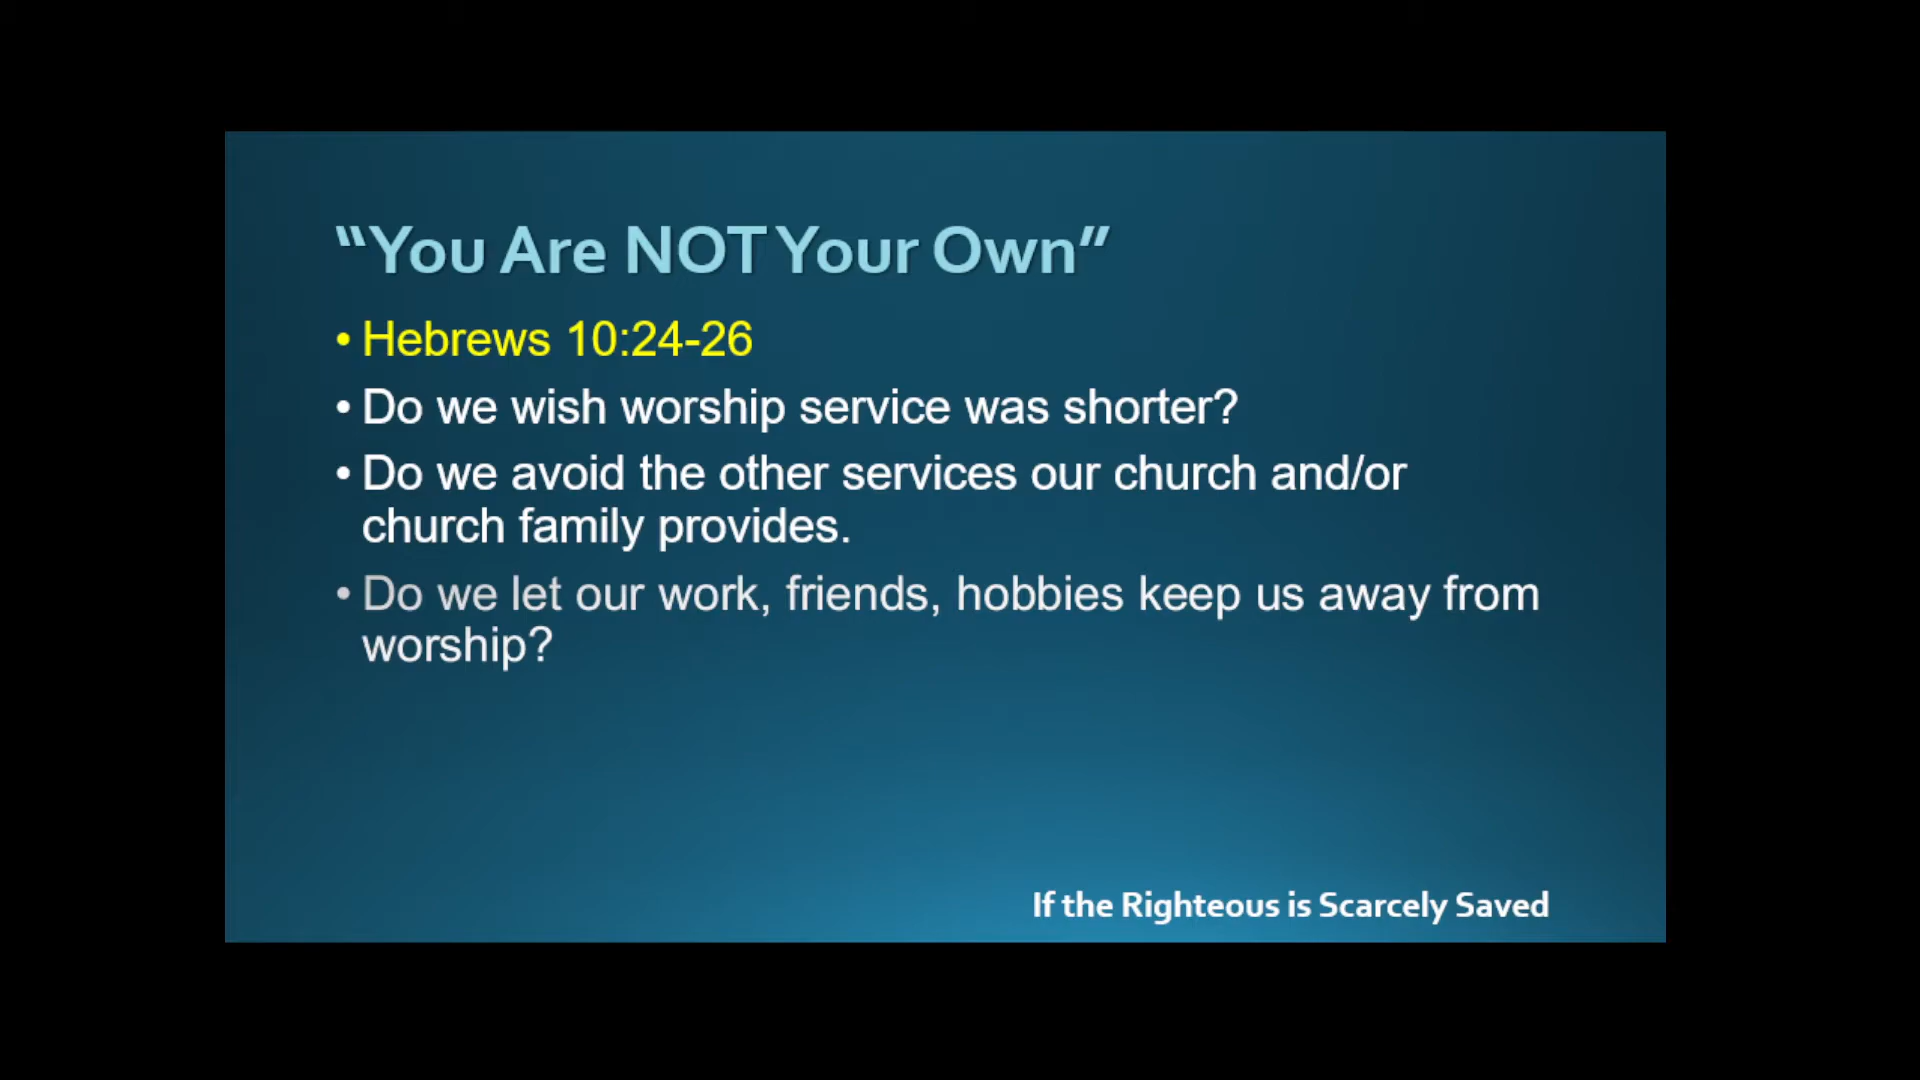 “You Are NOT Your Own”
• Hebrews 10:24-26
• Do we wish worship service was shorter?
• Do we avoid the other services our church and/or
church family provides.
• Do we let our work, friends, hobbies keep us away from
worship?
If the Righteous is Scarcely Saved